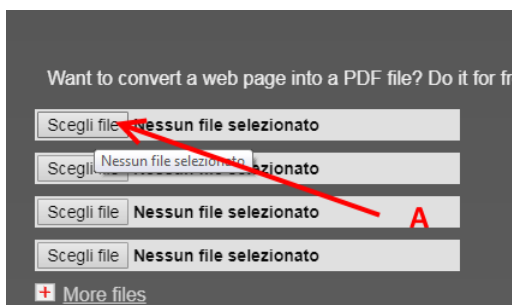 Want to convert a web page into a PDF file? Do it for fr
Scegli file Nessun file selezionato
Nessun file selezionato
Scegli file Nessun file selezionato
Scegli file Nessun file selezionato
A
Scegli file Nessun file selezionato
More files